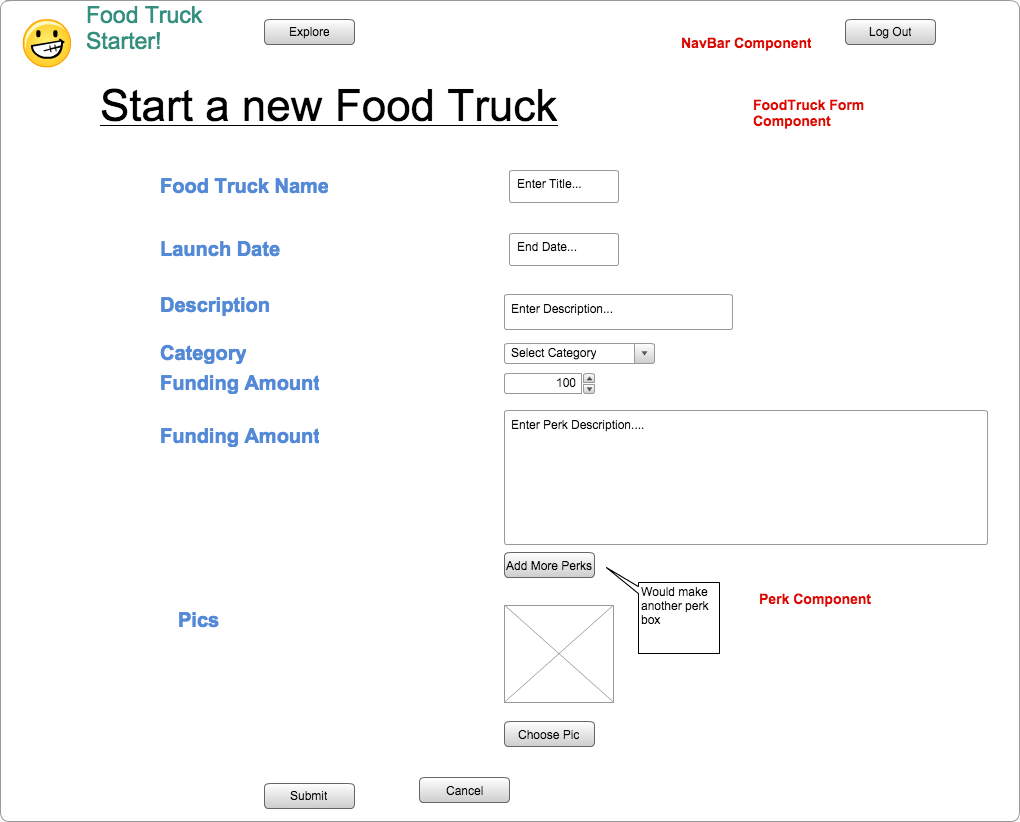 Food Truck
Starter!
Explore
NavBar Component
Log Out
Start a new Food Truck
FoodTruck Form
Component
Food Truck Name
Enter Title...
Launch Date
End Date...
Description
Enter Description...
Category
Select Category
Funding Amount
100
Funding Amount
Enter Perk Description....
Add More Perks
Would make
another perk
box
Perk Component
Pics
Choose Pic
Submit
Cancel